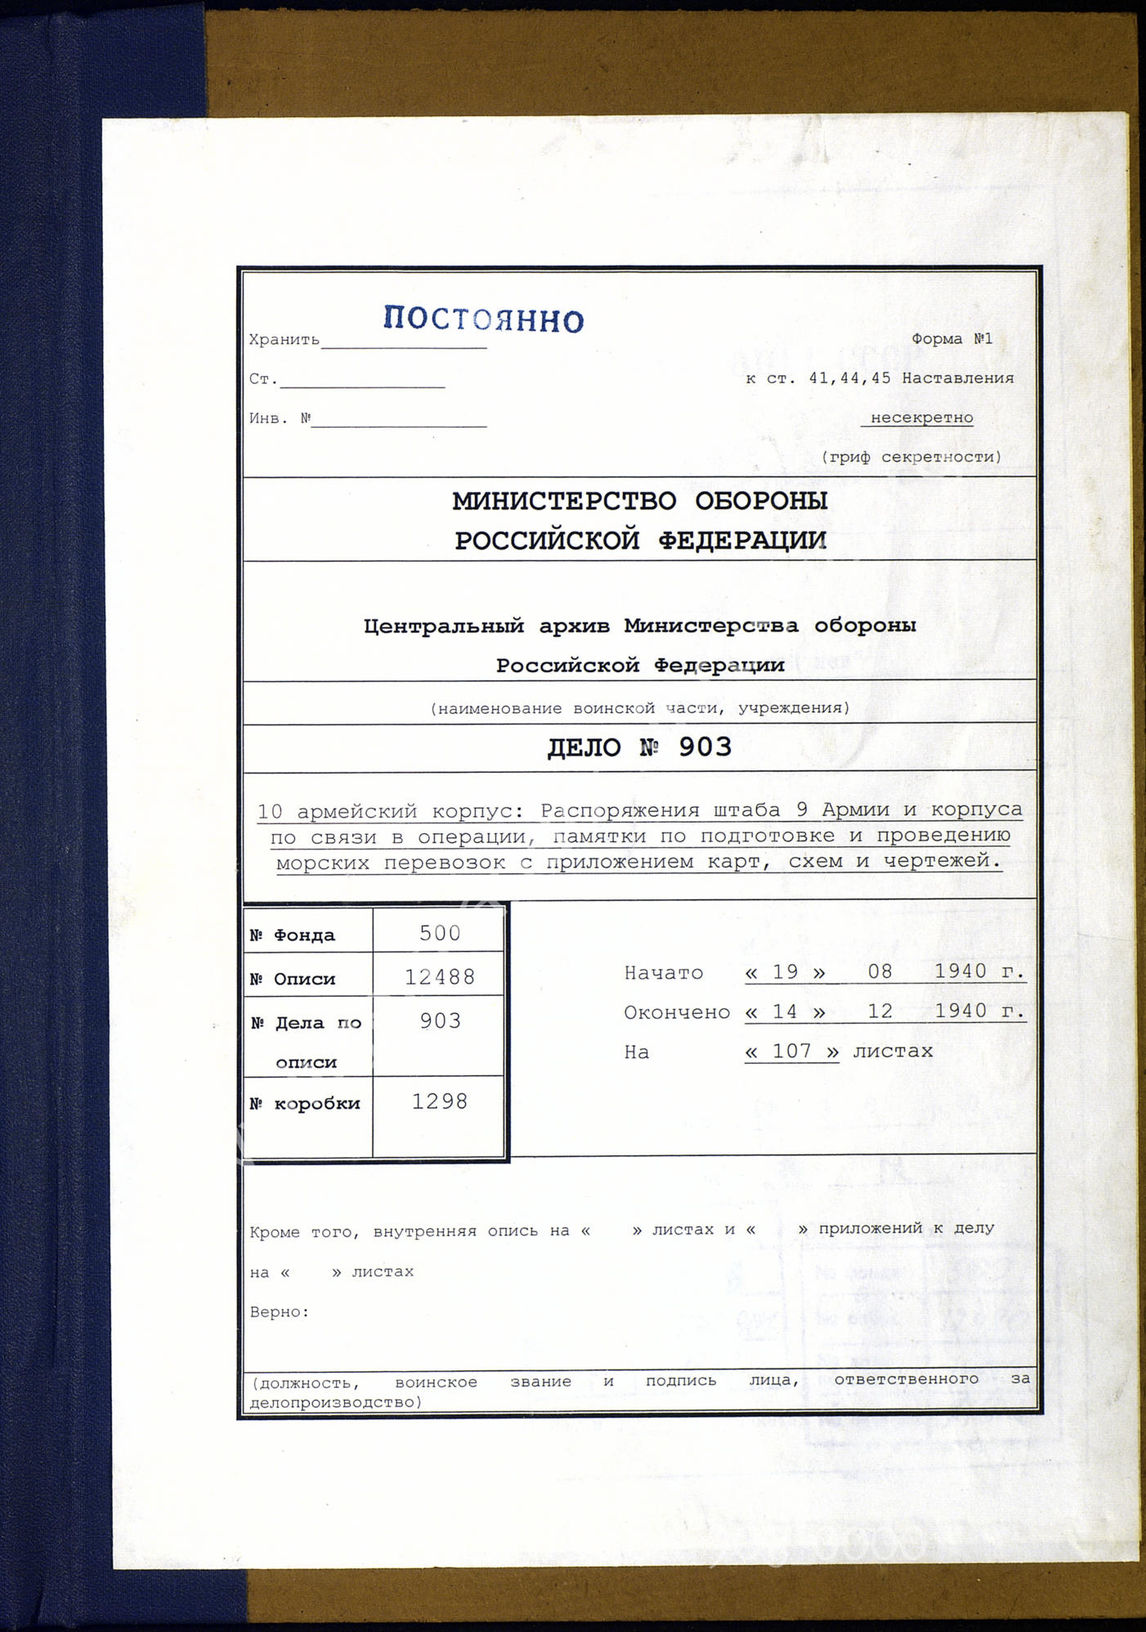 ПОСТОЯННО
Хранить
Форма №1
Ст.
к ст. 41,44,45 Наставления
Инв. №
несекретно
(гриф секретности)
МИНИСТЕРСТВО ОБОРОНЫ
РОССИЙСКОЙ ФЕДЕРАЦИИ
Центральный архив Министерства обороны
Российской Федерации
(наименование воинской части, учреждения)
ДЕЛО № 903
10 армейский корпус: Распоряжения штаба 9 Армии и корпуса
по связи в операции, памятки по подготовке и проведению
морских перевозок с приложением карт, схем и чертежей.
№ Фонда 500
№ Описи 12488
№ Дела по 903
описи
№ коробки 1298
Начато « 19 » 08 1940 г.
Окончено « 14 » 12 1940 г.
На « 107 » листах
Кроме того, внутренняя опись на « » листах и « » приложений к делу
на « » листах
Верно:
(должность, воинское звание и подпись лица, ответственного за
делопроизводство)